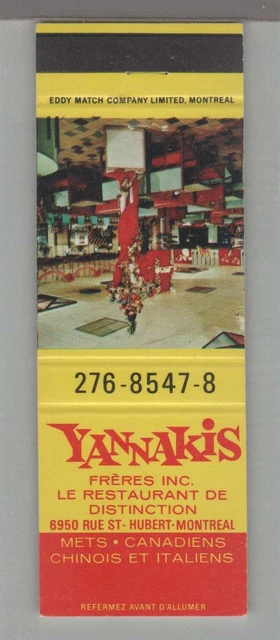 EDDY MATCH COMPANY LIMITED, MONTREAL
276-8547-8
YANNAKIS
FRÈRES INC.
LE RESTAURANT DE
DISTINCTION
6950 RUE ST-HUBERT-MONTREAL
METS • CANADIENS
CHINOIS ET ITALIENS
REFERMEZ AVANT D'ALLUMER